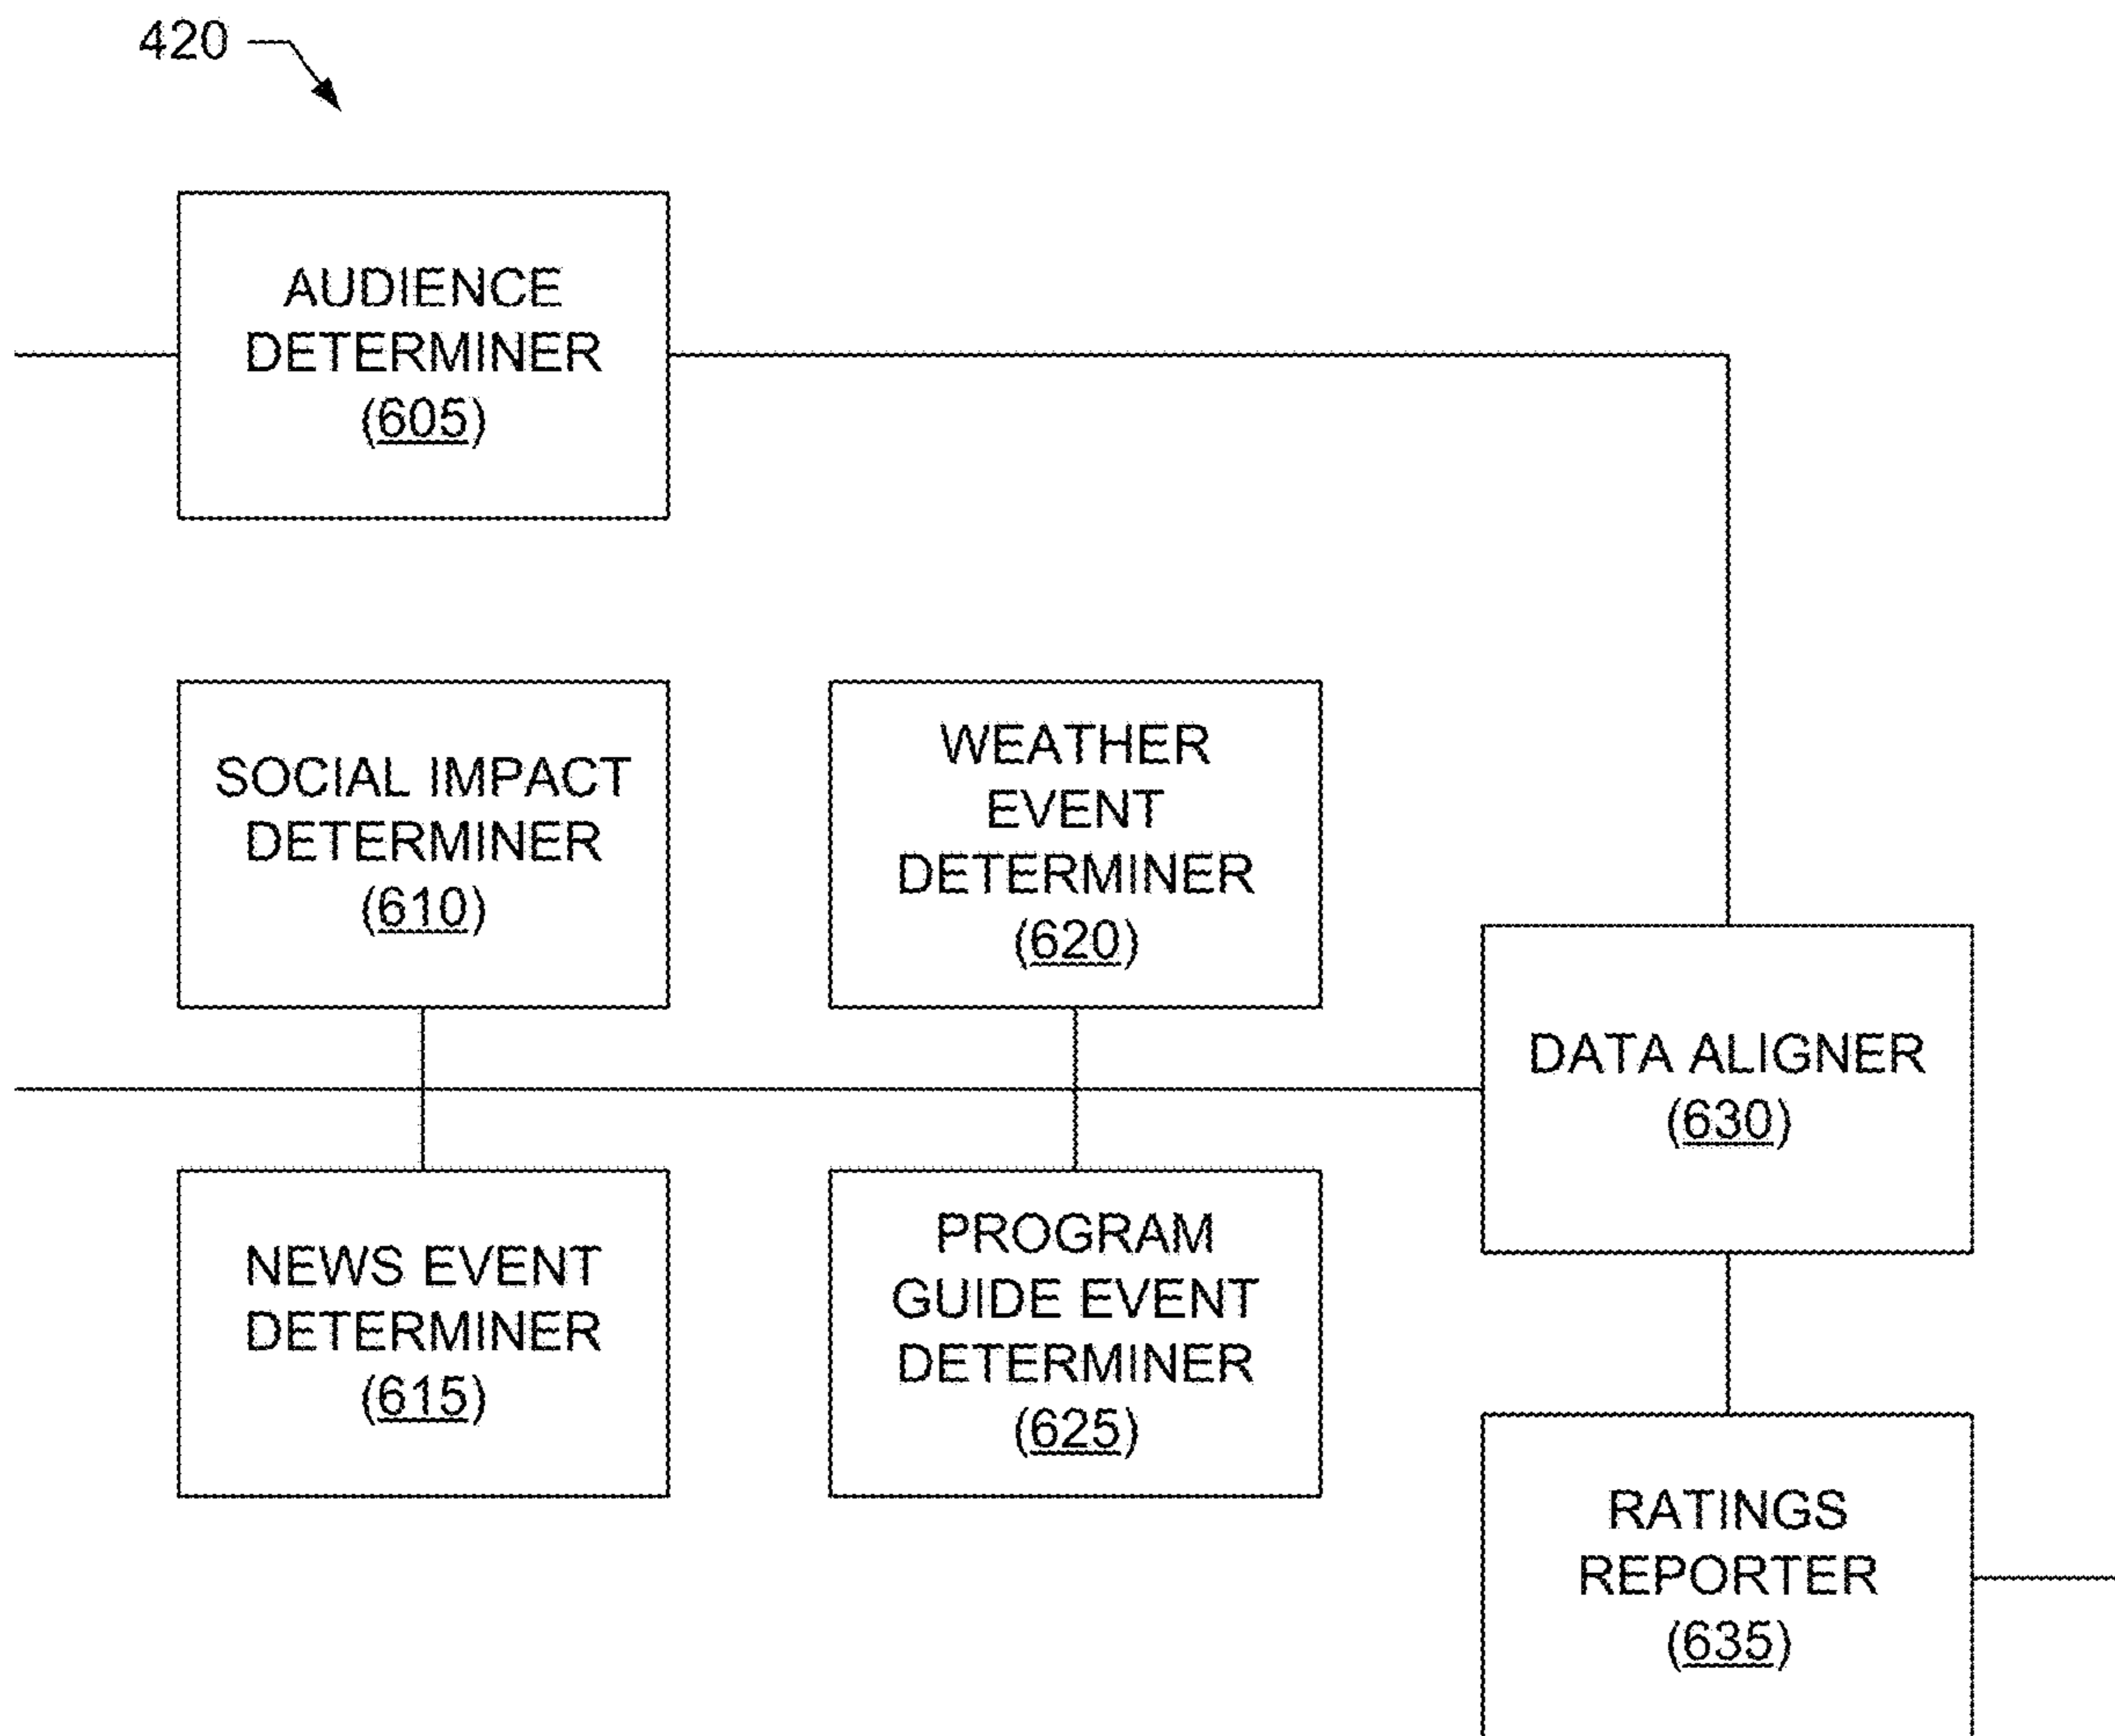 420
AUDIENCE
DETERMINER
(605)
SOCIAL IMPACT
DETERMINER
(610)
WEATHER
EVENT
DETERMINER
(620)
DATA ALIGNER
(630)
NEWS EVENT
DETERMINER
(615)
PROGRAM
GUIDE EVENT
DETERMINER
(625)
RATINGS
REPORTER
(635)